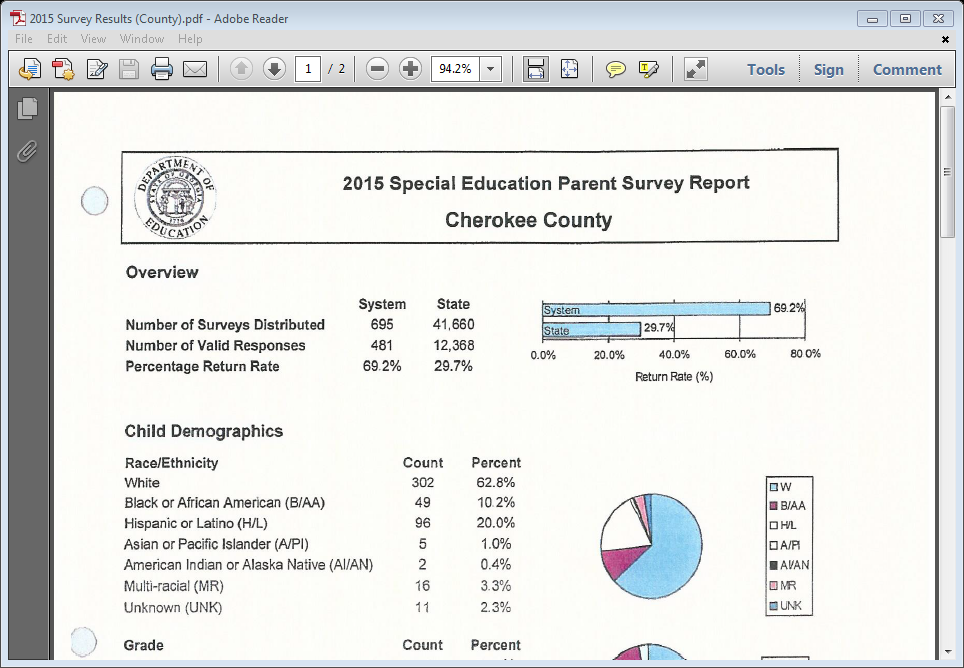 2015 Survey Results (County).pdf - Adobe Reader
File Edit View Window Help
1 / 2 94.2% Tools Sign Comment
DEPARTMENT OF EDUCATION
STATE OF GEORGIA
1776
2015 Special Education Parent Survey Report
Cherokee County
Overview
System State
Number of Surveys Distributed 695 41,660
Number of Valid Responses 481 12,368
Percentage Return Rate 69.2% 29.7%
System 69.2%
State 29.7%
0.0% 20.0% 40.0% 60.0% 80 0%
Return Rate (%)
Child Demographics
Race/Ethnicity Count Percent
White 302 62.8%
Black or African American (B/AA) 49 10.2%
Hispanic or Latino (H/L) 96 20.0%
Asian or Pacific Islander (A/PI) 5 1.0%
American Indian or Alaska Native (AI/AN) 2 0.4%
Multi-racial (MR) 16 3.3%
Unknown (UNK) 11 2.3%
W
B/AA
H/L
A/PI
AI/AN
MR
UNK
Grade Count Percent